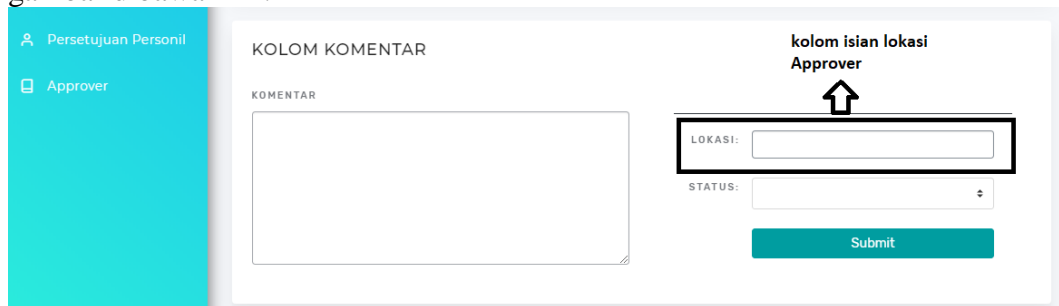 Persetujuan Personil
Approver
KOLOM KOMENTAR
KOMENTAR
kolom isian lokasi
Approver
LOKASI:
STATUS:
Submit